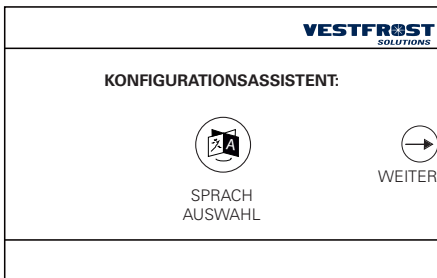 VESTFROST
SOLUTIONS
KONFIGURATIONSASSISTENT:
A
WEITER
SPRACH
AUSWAHL